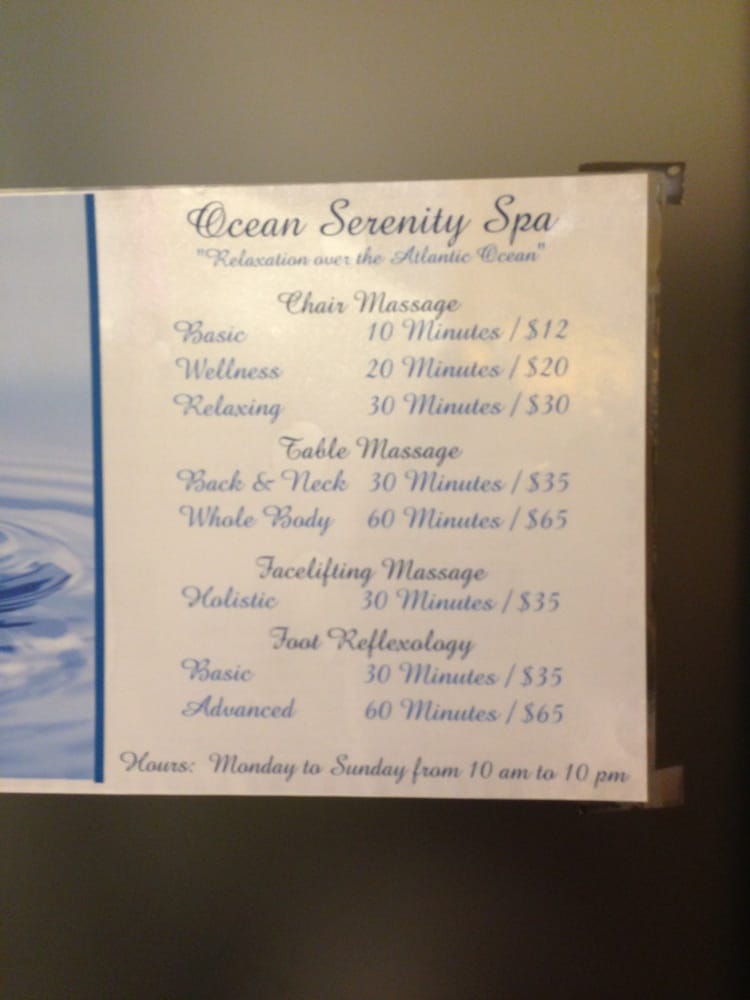 Ocean Serenity Spa
"Relaxation over the Atlantic Ocean"
Chair Massage
Basic 10 Minutes / $12
Wellness 20 Minutes / $20
Relaxing 30 Minutes / $30
Table Massage
Back & Neck 30 Minutes / $35
Whole Body 60 Minutes / $65
Facelifting Massage
Holistic 30 Minutes / $35
Foot Reflexology
Basic 30 Minutes / $35
Advanced 60 Minutes / $65
Hours: Monday to Sunday from 10 am to 10 pm